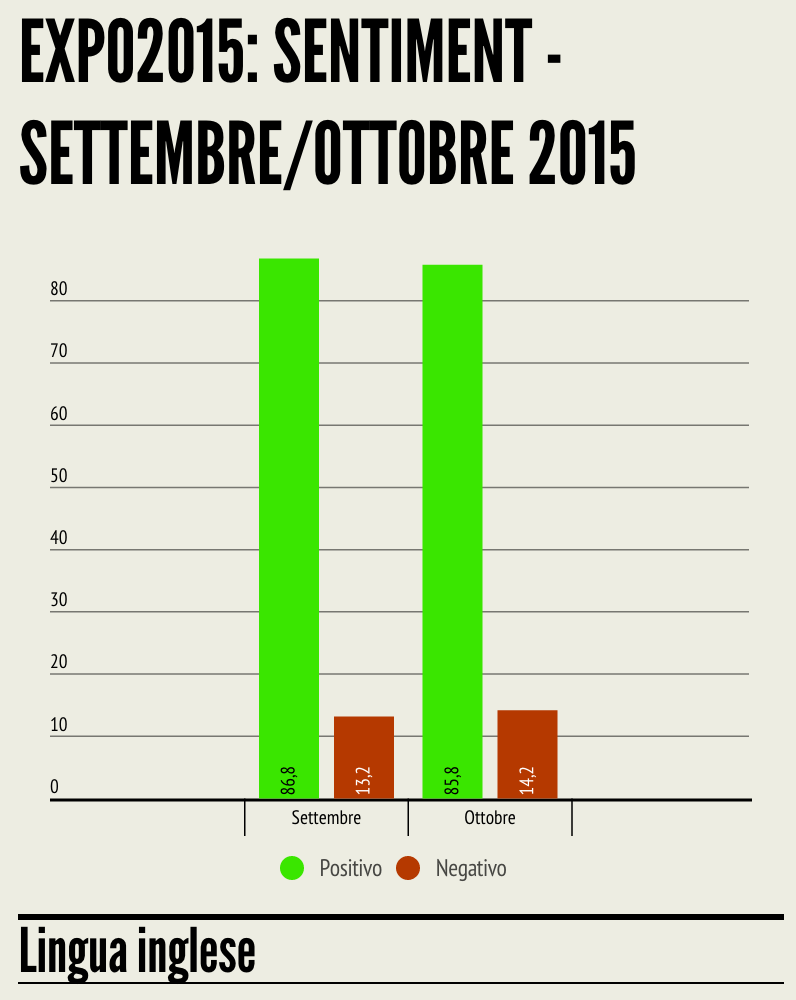 EXPO2015: SENTIMENT -
SETTEMBRE/OTTOBRE 2015
80
70
60
50
40
30
20
10
0
86,8
13,2
85,8
14,2
Settembre
Ottobre
Positivo
Negativo
Lingua inglese